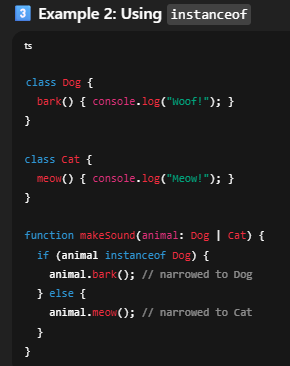 3 Example 2: Using instanceof
ts
class Dog {
  bark() { console.log("Woof!"); }
}
class Cat {
  meow() { console.log("Meow!"); }
}
function makeSound(animal: Dog | Cat) {
  if (animal instanceof Dog) {
    animal.bark(); // narrowed to Dog
  } else {
    animal.meow(); // narrowed to Cat
  }
}